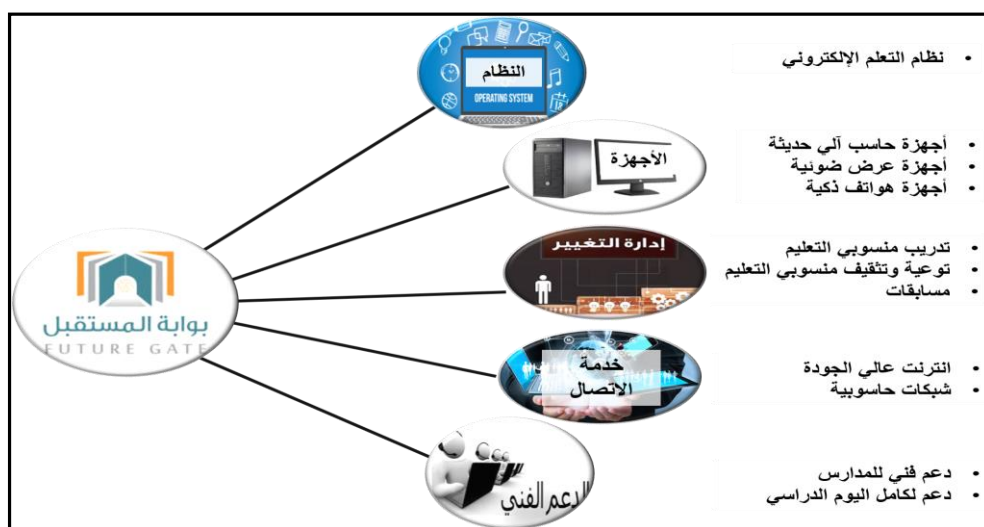 النظام
OPERATING SYSTEM
نظام التعلم الإلكتروني
الأجهزة
أجهزة حاسب آلي حديثة
أجهزة عرض ضوئية
أجهزة هواتف ذكية
إدارة التغيير
تدريب منسوبي التعليم
توعية وتثقيف منسوبي التعليم
مسابقات
بوابة المستقبل
FUTURE GATE
خدمة
الاتصال
انترنت عالي الجودة
شبكات حاسوبية
الدعم الفني
دعم فني للمدارس
دعم لكامل اليوم الدراسي